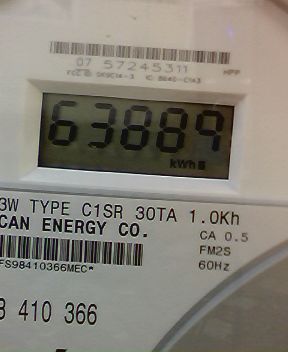 07 57245311
HPP
63889
kWh
3W TYPE C1SR 30TA 1.0Kh
CAN ENERGY CO.
CA 0.5
FM2S
60Hz
FS98410366MEC*
410 366